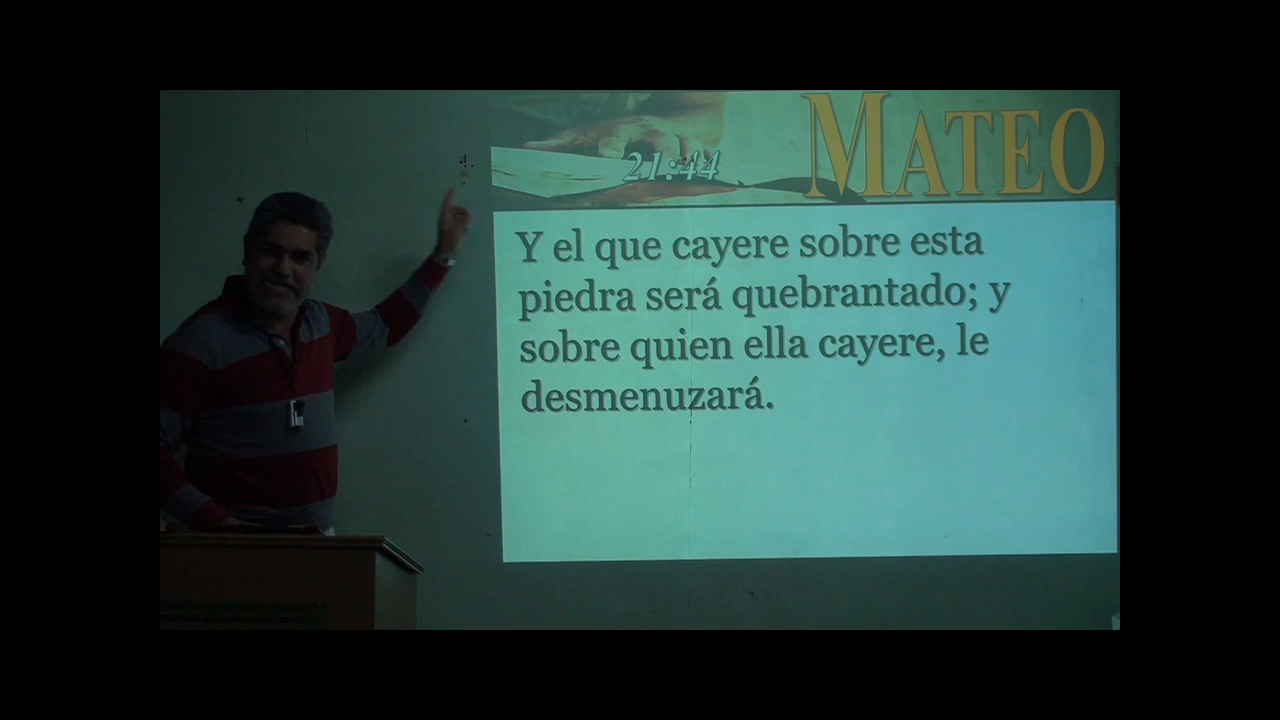 MATEO
21:44
Y el que cayere sobre esta
piedra será quebrantado; y
sobre quien ella cayere, le
desmenuzará.